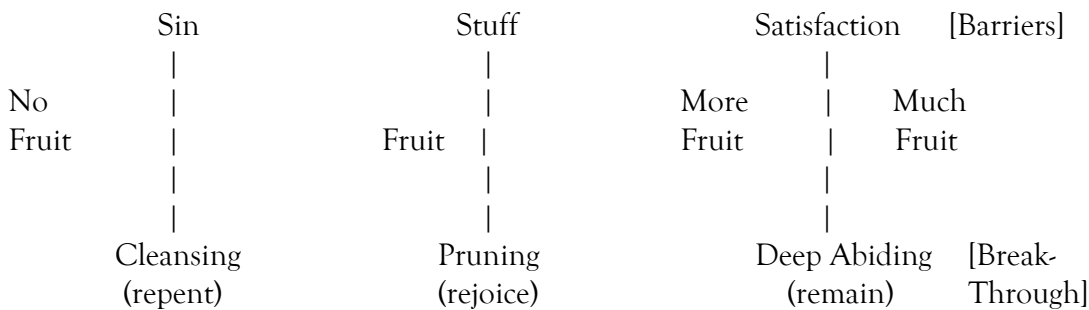 Sin Stuff Satisfaction [Barriers]
| | |
No | | More | Much
Fruit | Fruit | Fruit | Fruit
| | |
| | |
Cleansing Pruning Deep Abiding [Break-
(repent) (rejoice) (remain) Through]